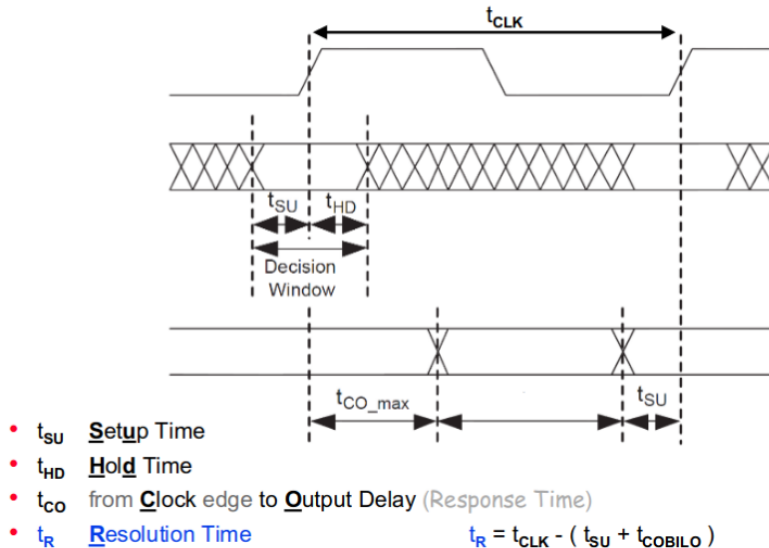 tCLK
tSU tHD
Decision
Window
tCO_max tSU
• tSU Setup Time
• tHD Hold Time
• tCO from Clock edge to Output Delay (Response Time)
• tR Resolution Time tR = tCLK - ( tSU + tCOBILO )